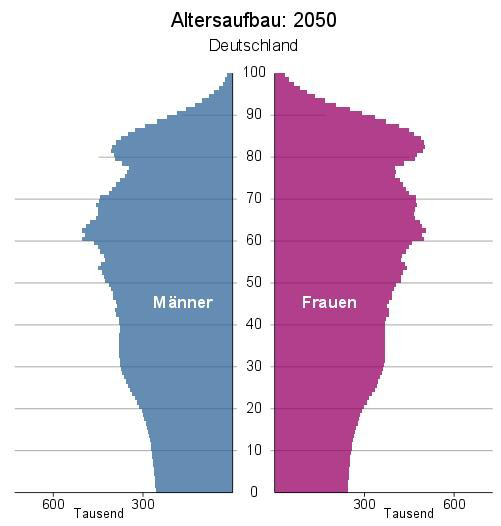 Altersaufbau: 2050
Deutschland
100
90
80
70
60
50
Männer
Frauen
40
30
20
10
0
600 300 300 600
Tausend Tausend